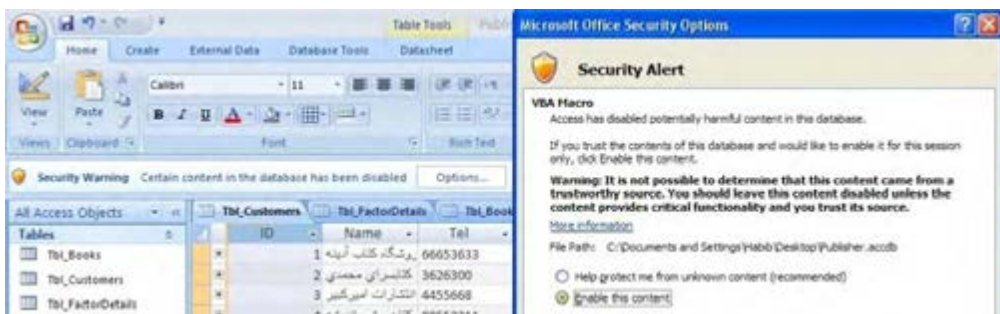 Table Tools
Home Create External Data Database Tools Datasheet
Calibri 11
View Paste B I U A
Views Clipboard Font Rich Text
Security Warning Certain content in the database has been disabled Options...
All Access Objects Tbl_Customers Tbl_FactorDetails Tbl_Book
Tables ID Name Tel
Tbl_Books 1 66653633
Tbl_Customers 2 کتابسرای محمدی 3626300
Tbl_FactorDetails 3 انتشارات امیرکبیر 4455668
Microsoft Office Security Options
Security Alert
VBA Macro
Access has disabled potentially harmful content in this database.
If you trust the contents of this database and would like to enable it for this session
only, click Enable this content.
Warning: It is not possible to determine that this content came from a
trustworthy source. You should leave this content disabled unless the
content provides critical functionality and you trust its source.
More information
File Path: C:\Documents and Settings\Habib\Desktop\Publisher.accdb
Help protect me from unknown content (recommended)
Enable this content